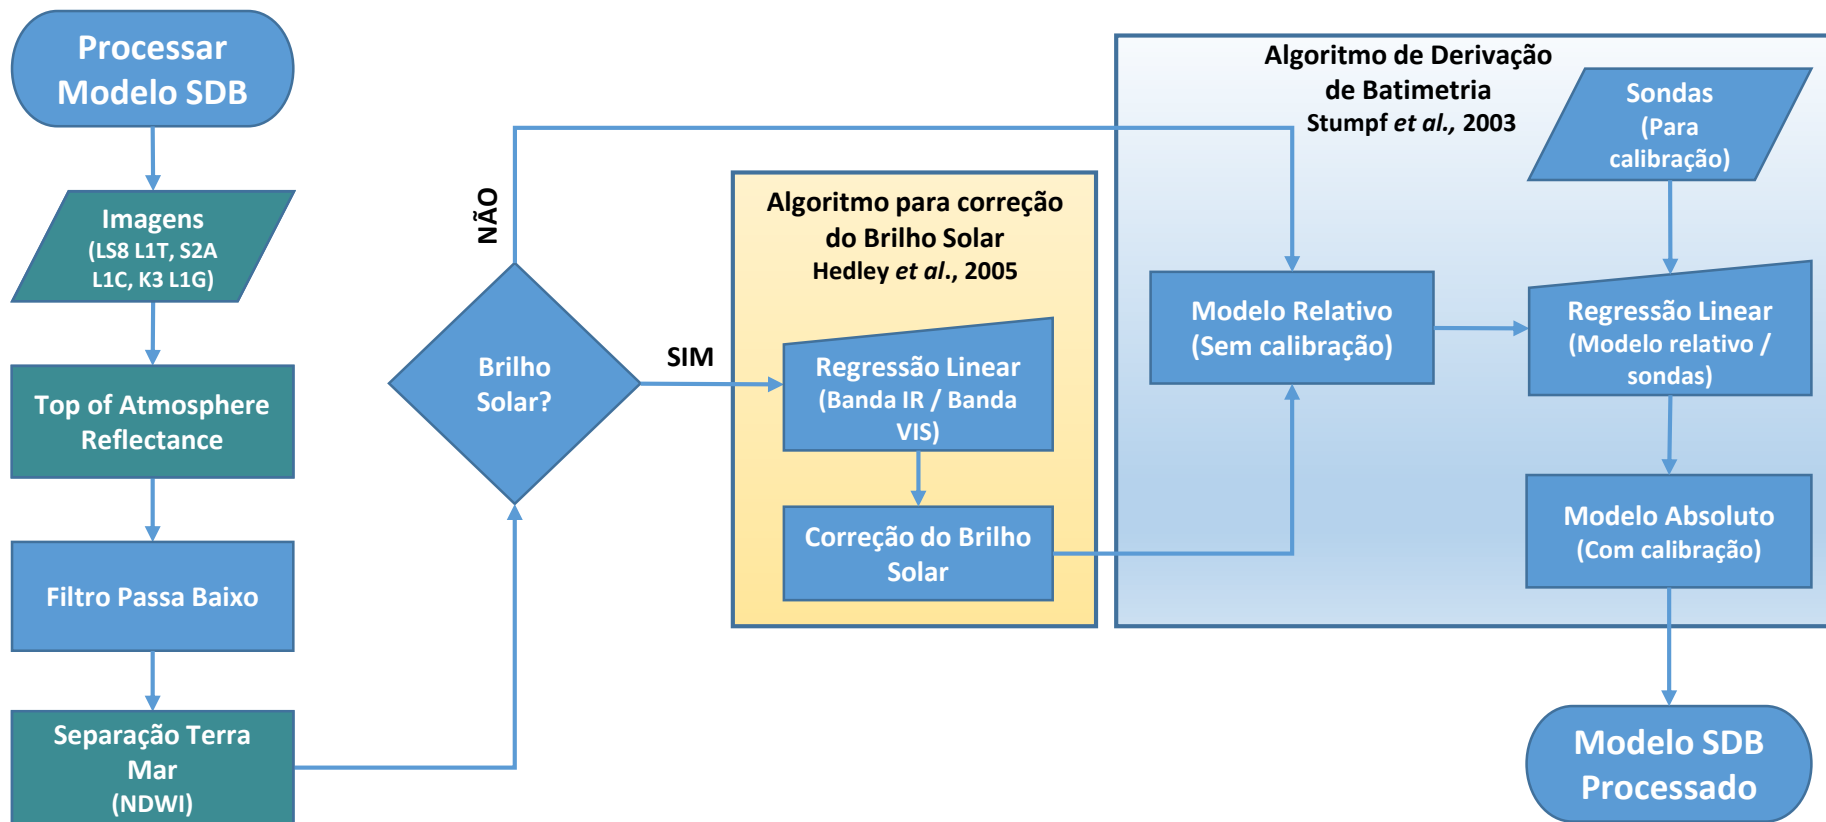 Processar
Modelo SDB
Imagens
(LS8 L1T, S2A
L1C, K3 L1G)
Top of Atmosphere
Reflectance
Filtro Passa Baixo
Separação Terra
Mar
(NDWI)
NÃO
Brilho
Solar?
SIM
Algoritmo para correção
do Brilho Solar
Hedley et al., 2005
Regressão Linear
(Banda IR / Banda
VIS)
Correção do Brilho
Solar
Algoritmo de Derivação
de Batimetria
Stumpf et al., 2003
Sondas
(Para
calibração)
Modelo Relativo
(Sem calibração)
Regressão Linear
(Modelo relativo /
sondas)
Modelo Absoluto
(Com calibração)
Modelo SDB
Processado